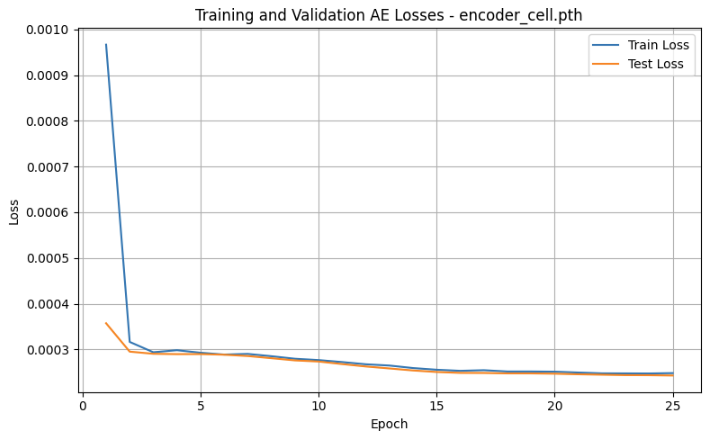 Training and Validation AE Losses - encoder_cell.pth
Train Loss
Test Loss
0.0010
0.0009
0.0008
0.0007
0.0006
0.0005
0.0004
0.0003
Loss
0 5 10 15 20 25
Epoch